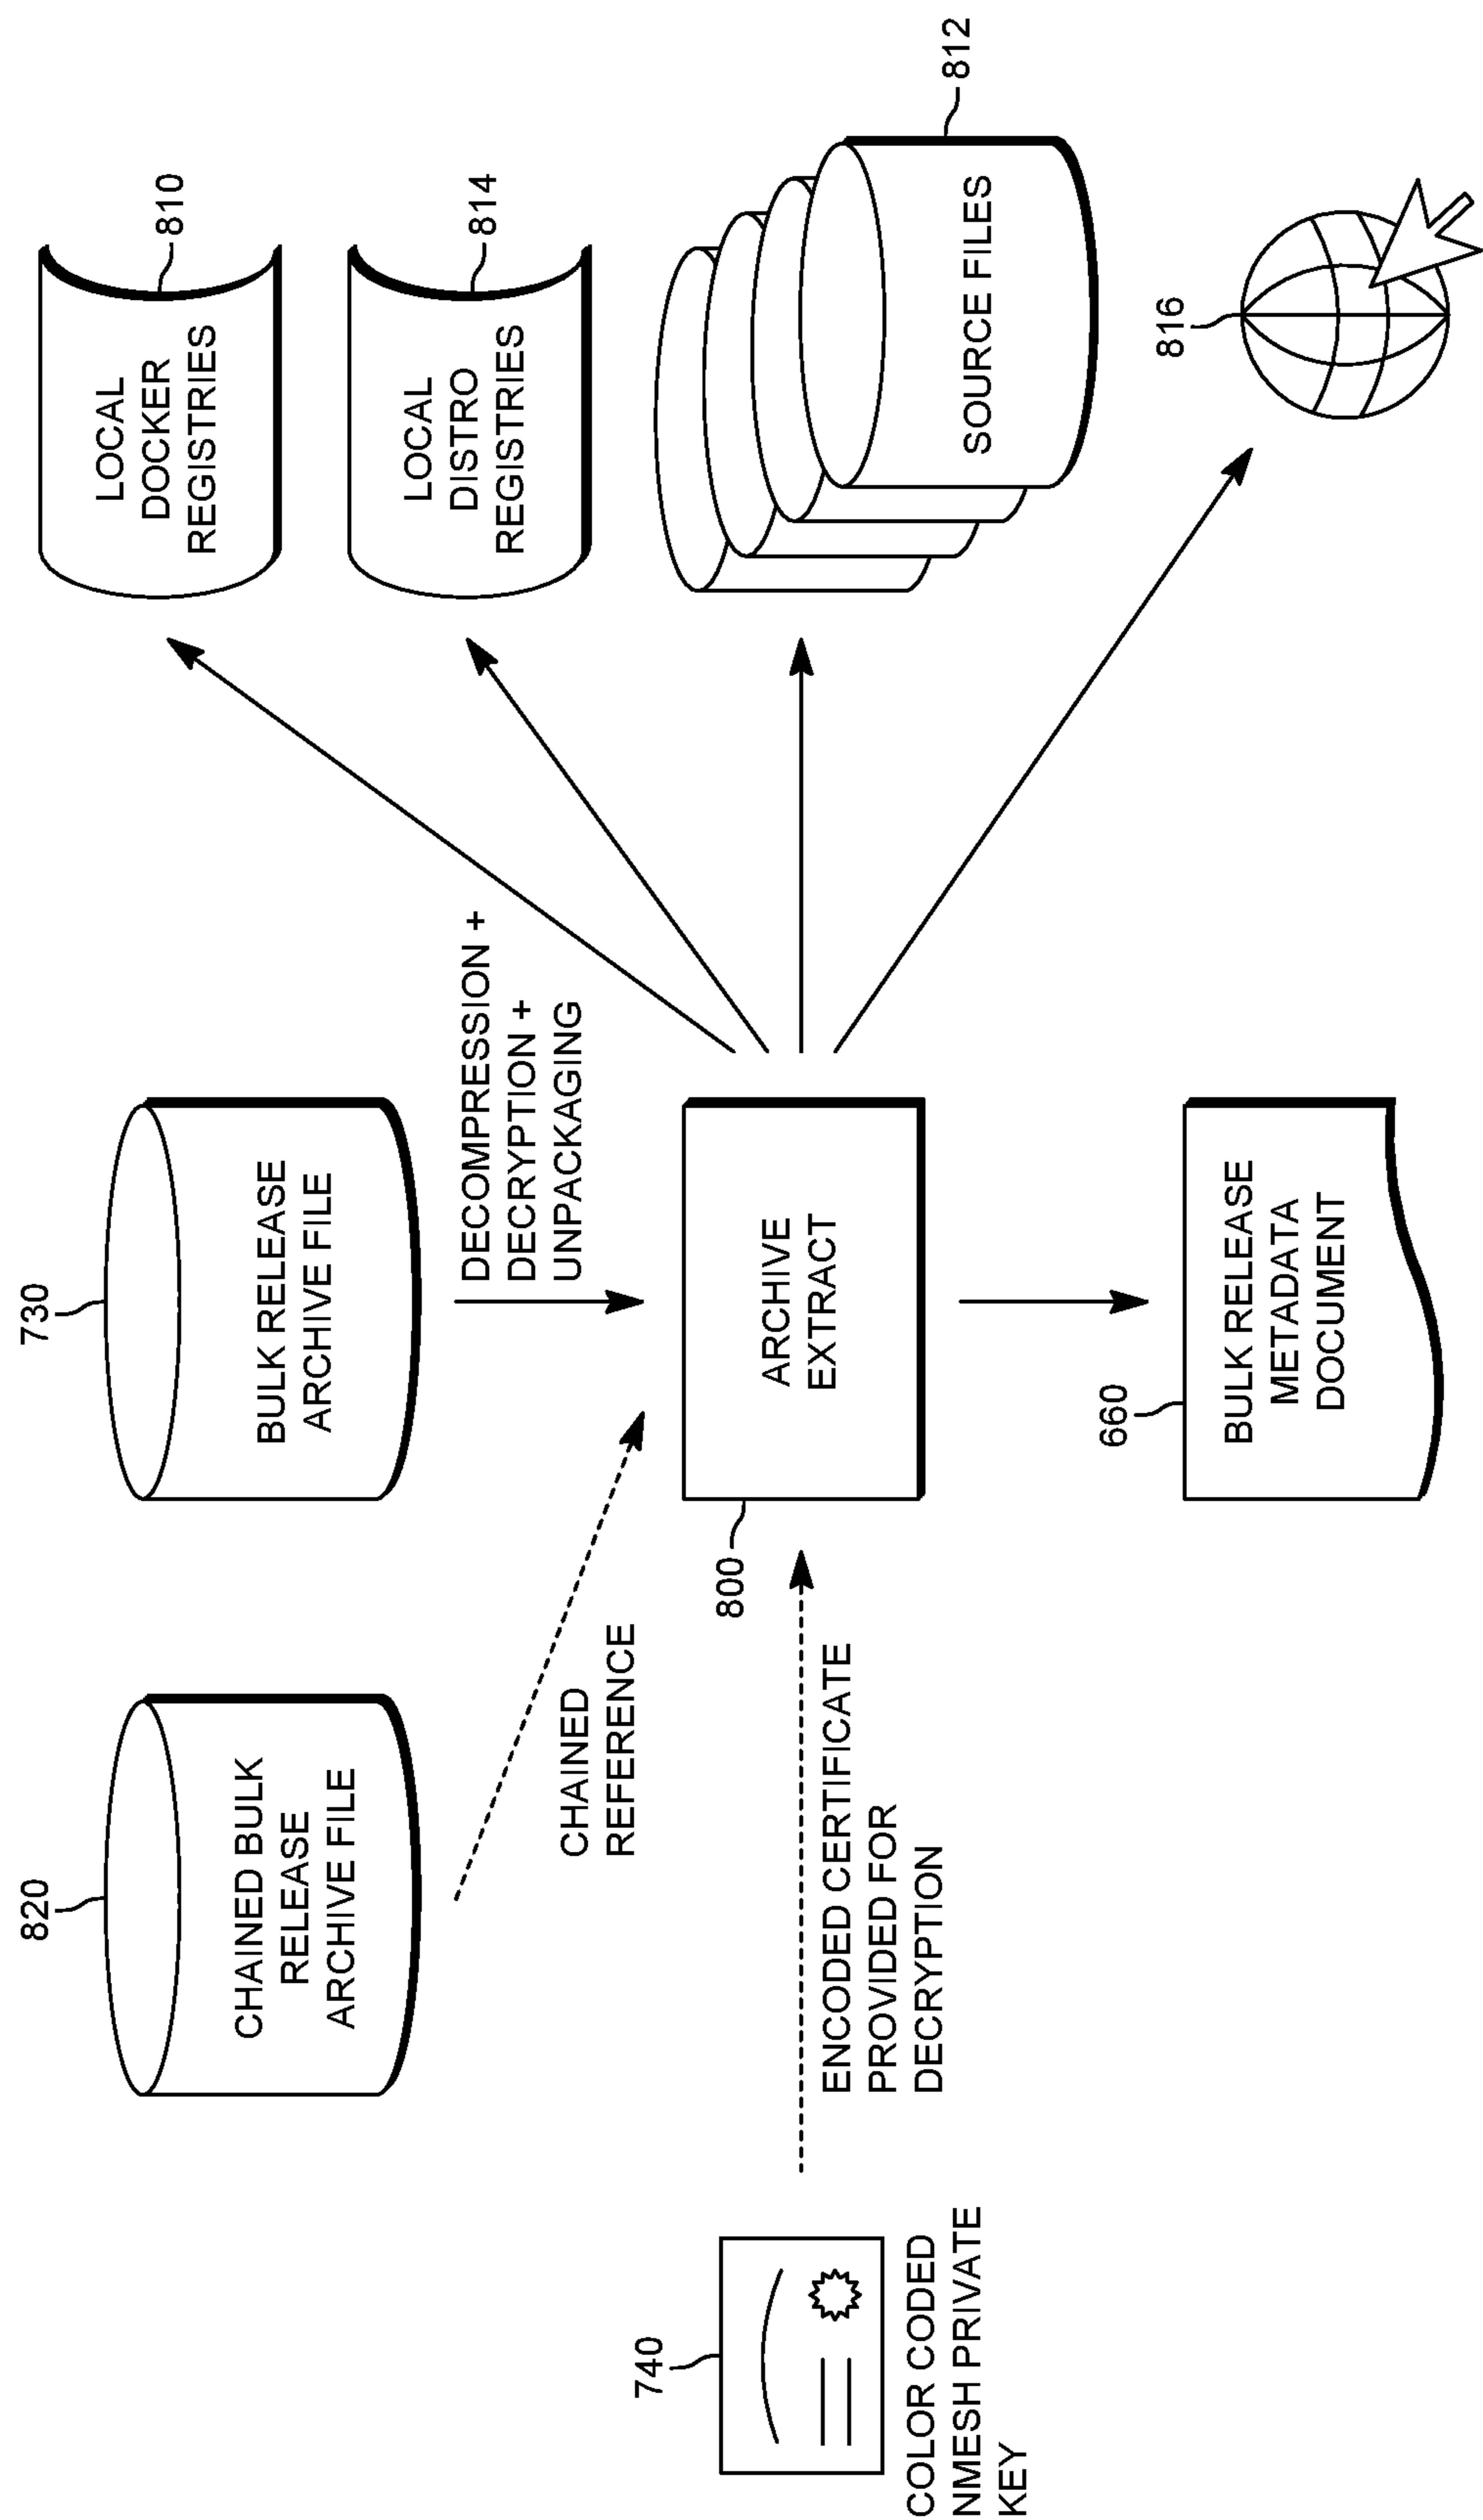 820
CHAINED BULK
RELEASE
ARCHIVE FILE
730
BULK RELEASE
ARCHIVE FILE
LOCAL
DOCKER
REGISTRIES
810
LOCAL
DISTRO
REGISTRIES
814
CHAINED
REFERENCE
DECOMPRESSION +
DECRYPTION +
UNPACKAGING
740
COLOR CODED
NMESH PRIVATE
KEY
ENCODED CERTIFICATE
PROVIDED FOR
DECRYPTION
800
ARCHIVE
EXTRACT
SOURCE FILES
812
660
BULK RELEASE
METADATA
DOCUMENT
816